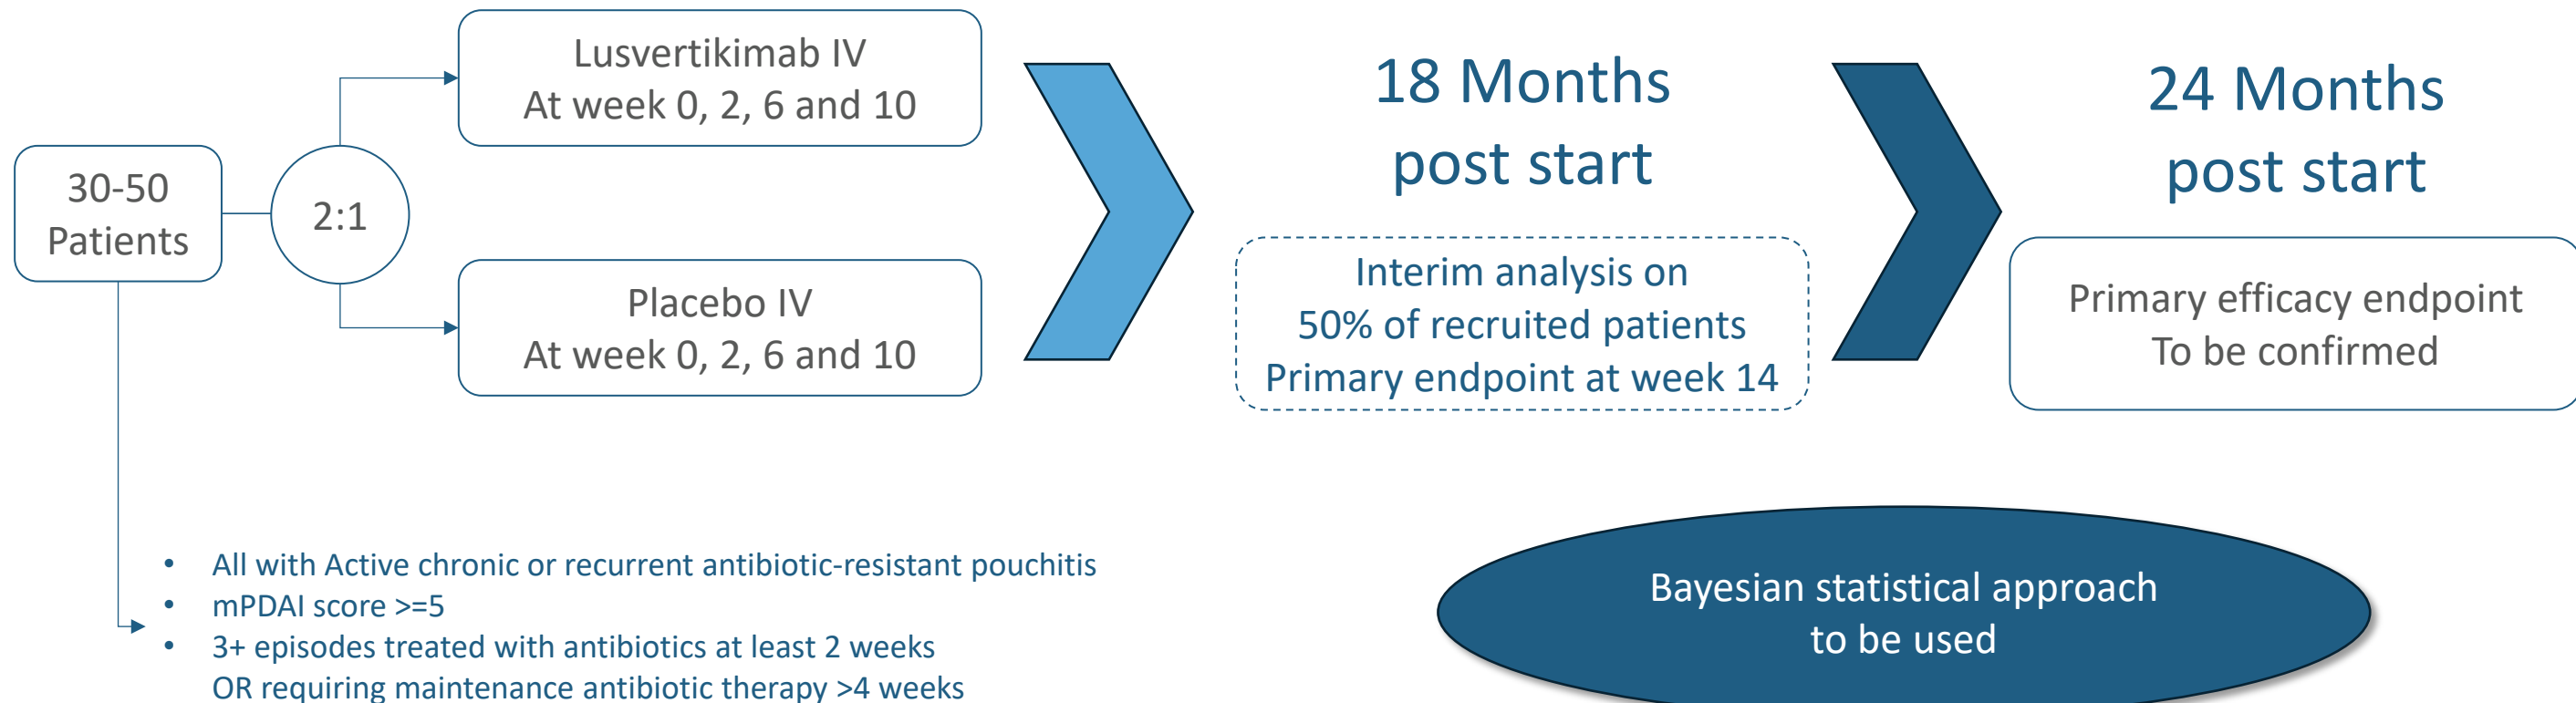 30-50
Patients
2:1
Lusvertikimab IV
At week 0, 2, 6 and 10
Placebo IV
At week 0, 2, 6 and 10
18 Months
post start
Interim analysis on
50% of recruited patients
Primary endpoint at week 14
24 Months
post start
Primary efficacy endpoint
To be confirmed
• All with Active chronic or recurrent antibiotic-resistant pouchitis
• mPDAI score >=5
• 3+ episodes treated with antibiotics at least 2 weeks
OR requiring maintenance antibiotic therapy >4 weeks
Bayesian statistical approach
to be used